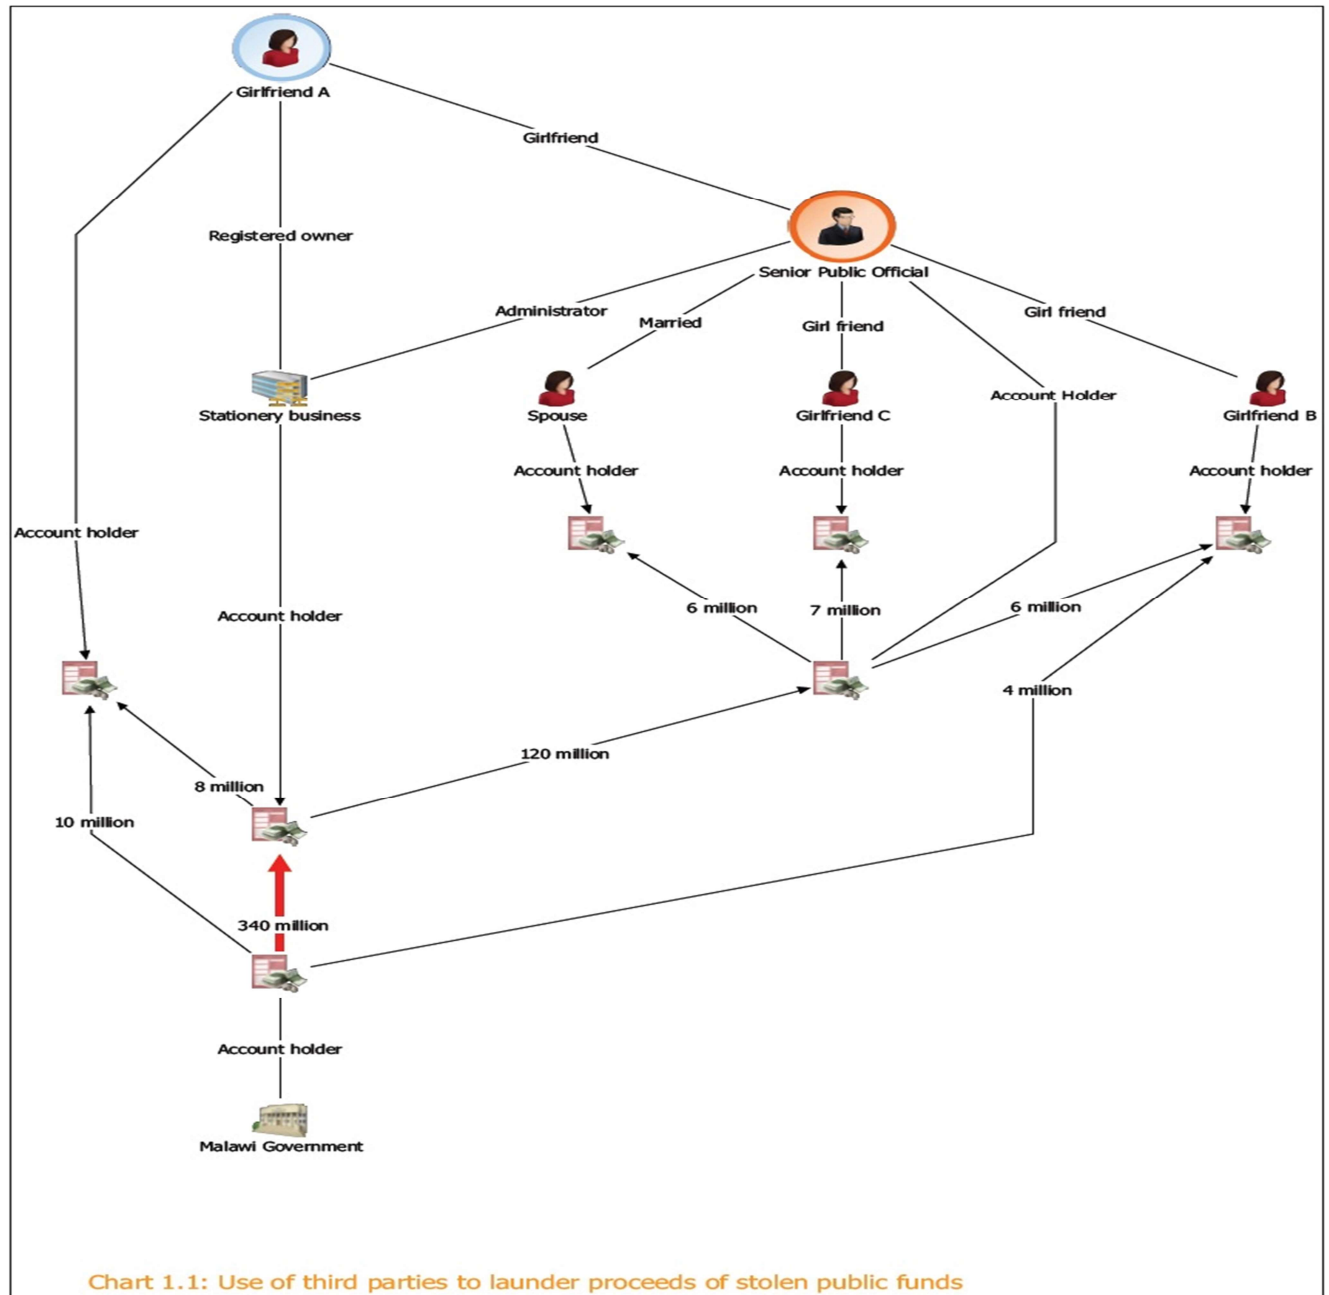 Girlfriend A
Girlfriend
Registered owner
Senior Public Official
Administrator
Married
Girl friend
Girl friend
Account Holder
Stationery business
Spouse
Girlfriend C
Girlfriend B
Account holder
Account holder
Account holder
Account holder
Account holder
6 million
7 million
6 million
4 million
120 million
8 million
10 million
340 million
Account holder
Malawi Government
Chart 1.1: Use of third parties to launder proceeds of stolen public funds